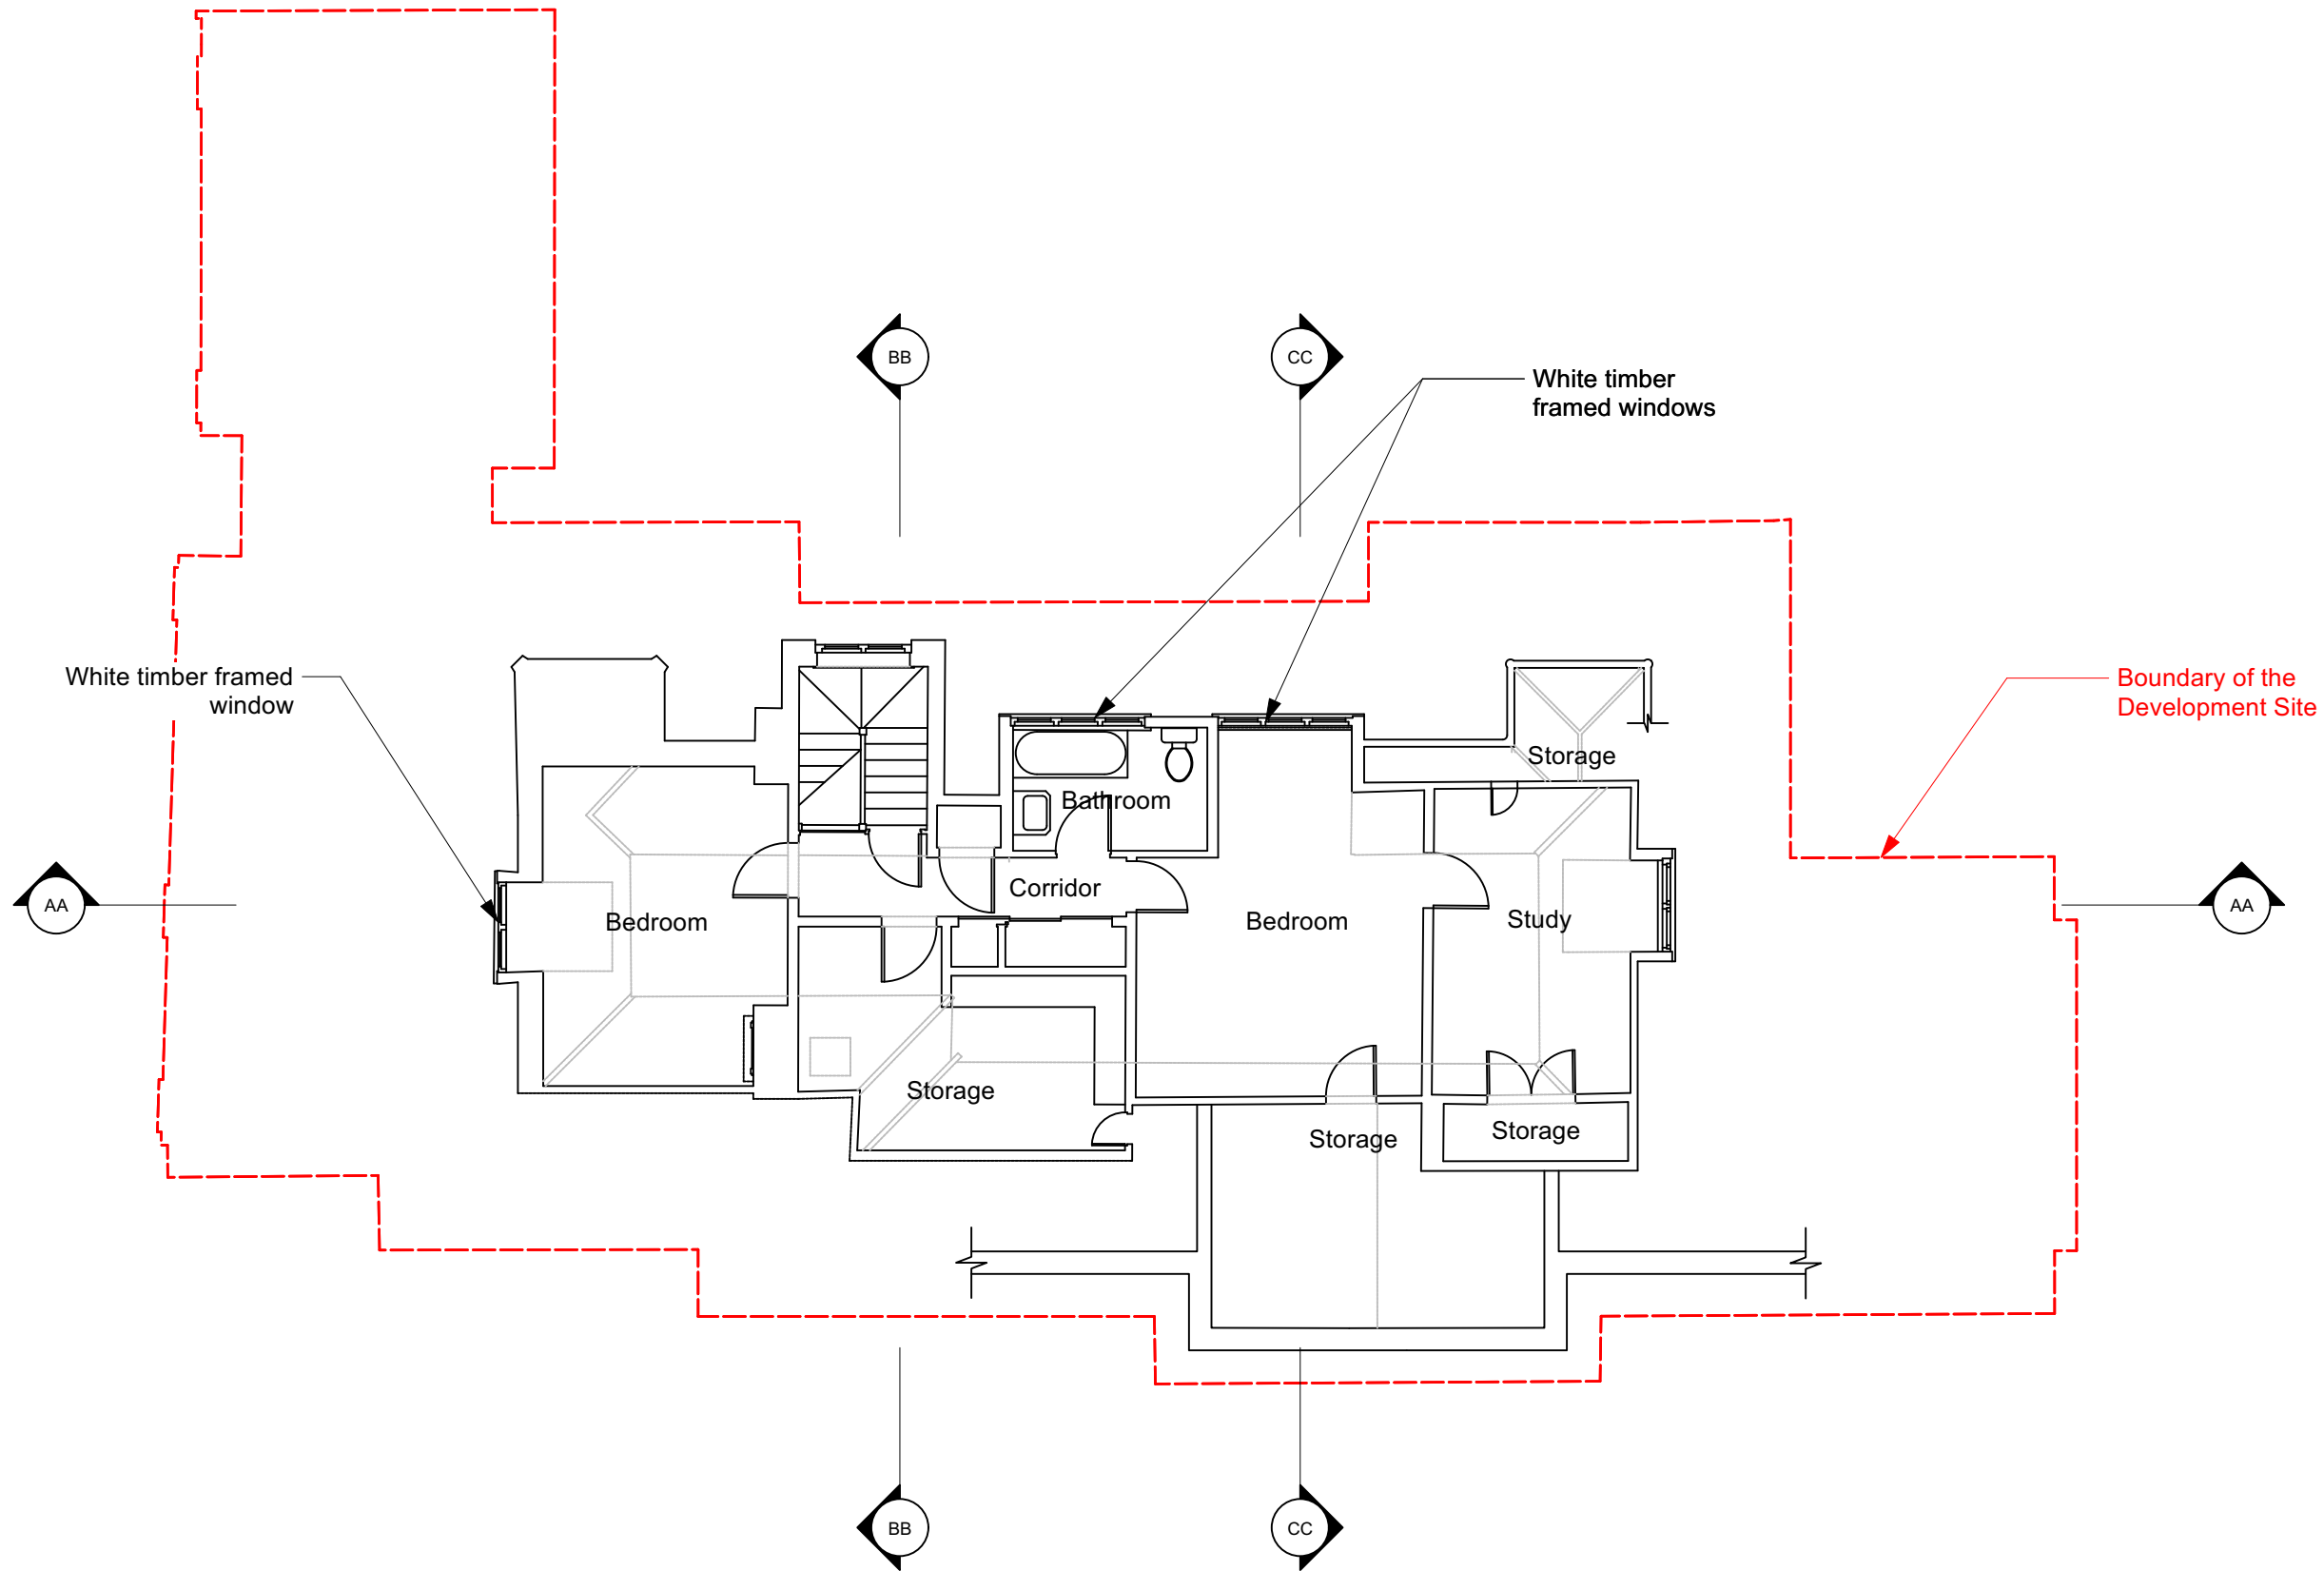 BB
CC
White timber
framed windows
White timber framed
window
Boundary of the
Development Site
Storage
Bathroom
Corridor
AA
Bedroom
Bedroom
Study
AA
Storage
Storage
Storage
BB
CC